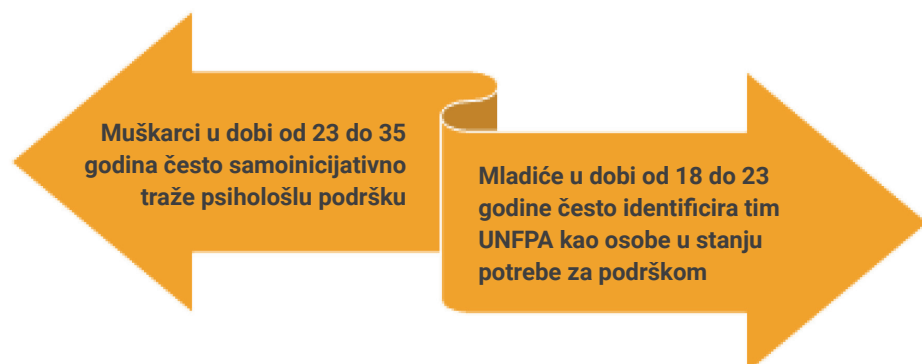 Muškarci u dobi od 23 do 35
godina često samoinicijativno
traže psihološlu podršku
Mladiće u dobi od 18 do 23
godine često identificira tim
UNFPA kao osobe u stanju
potrebe za podrškom